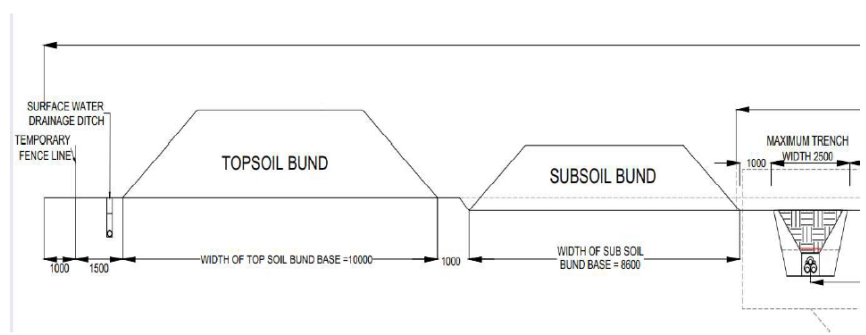 SURFACE WATER
DRAINAGE DITCH
TEMPORARY
FENCE LINE
TOPSOIL BUND
SUBSOIL BUND
MAXIMUM TRENCH
WIDTH 2500
1000
1000
1500
WIDTH OF TOP SOIL BUND BASE =10000
1000
WIDTH OF SUB SOIL
BUND BASE = 8600